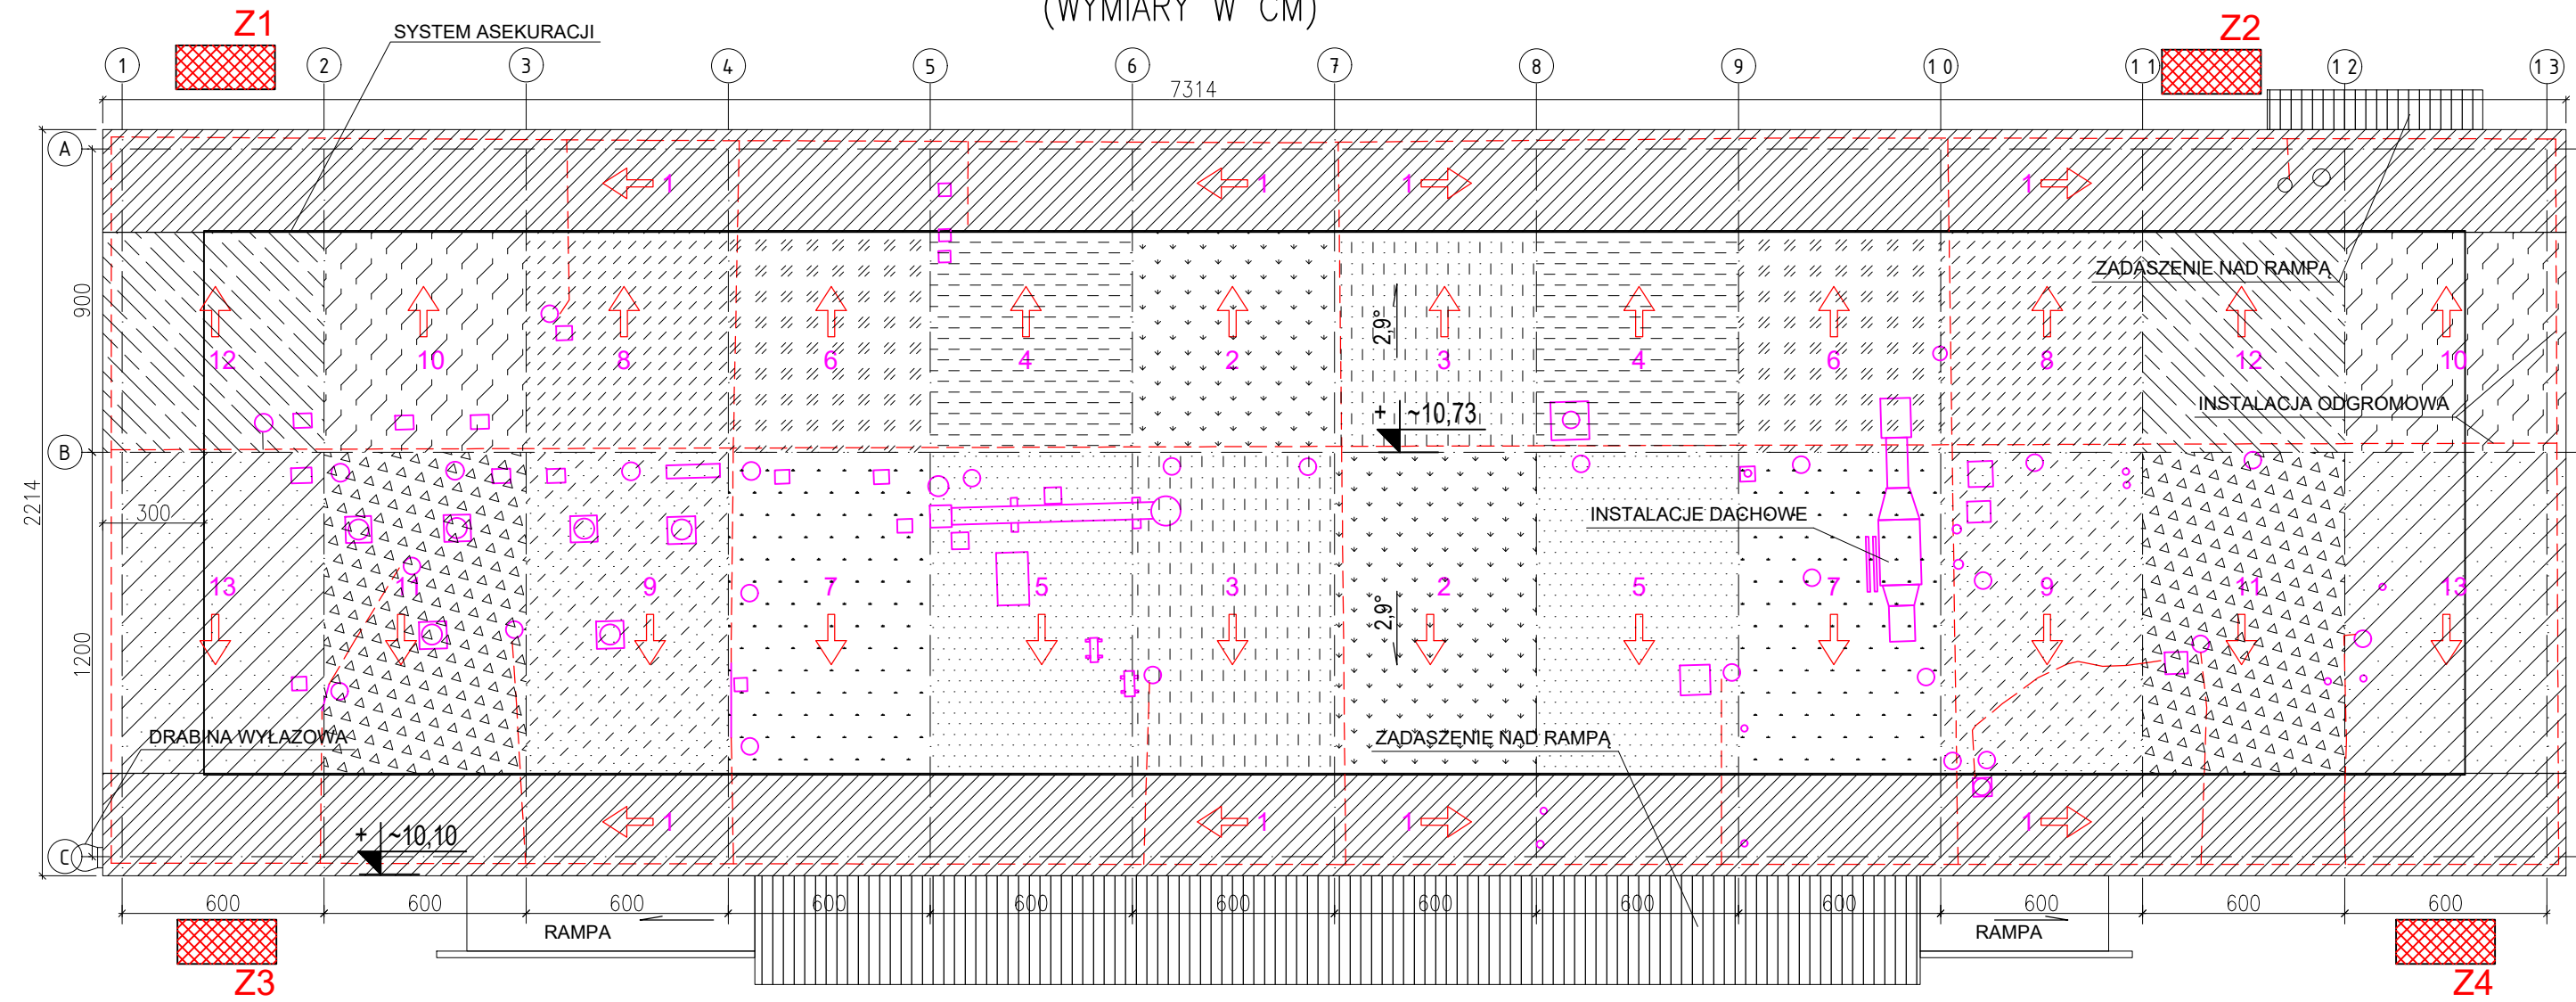 (WYMIARY W CM)
Z1
SYSTEM ASEKURACJI
Z2
1 2 3 4 5 6 7 8 9 10 11 12 13
7314
A
1 1 1 1
ZADASZENIE NAD RAMPĄ
900
2,9°
12 10 8 6 4 2 3 4 6 8 12 10
INSTALACJA ODGROMOWA
+ ~10,73
B
2214
300
INSTALACJE DACHOWE
13 11 9 7 5 3 2 5 7 9 11 13
2,9°
1200
DRABINA WYŁAZOWA
ZADASZENIE NAD RAMPĄ
1 1 1 1
+ ~10,10
C
600 600 600 600 600 600 600 600 600 600 600 600
RAMPA
RAMPA
Z3
Z4